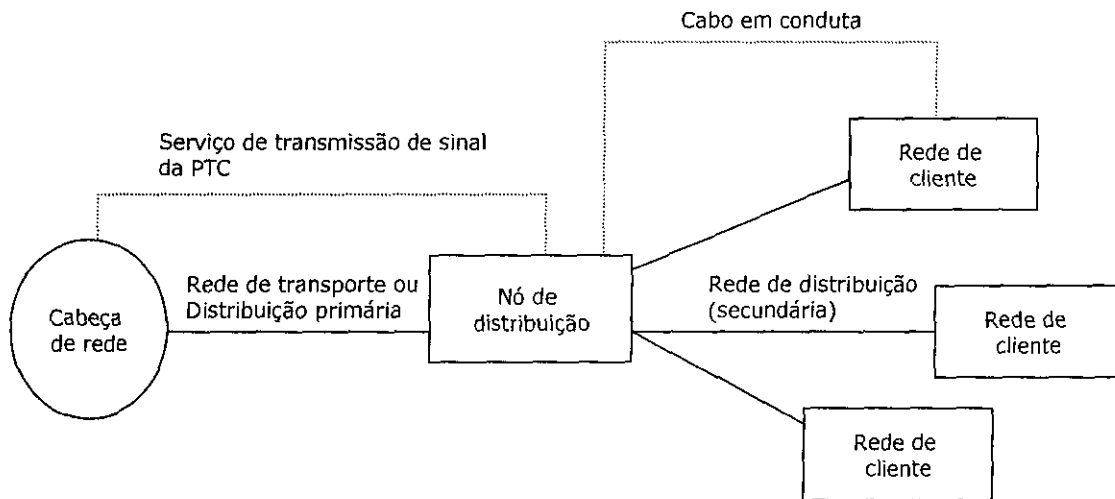 Cabo em conduta
Serviço de transmissão de sinal
da PTC
Rede de
cliente
Rede de transporte ou
Distribuição primária
Cabeça
de rede
Nó de
distribuição
Rede de distribuição
(secundária)
Rede de
cliente
Rede de
cliente